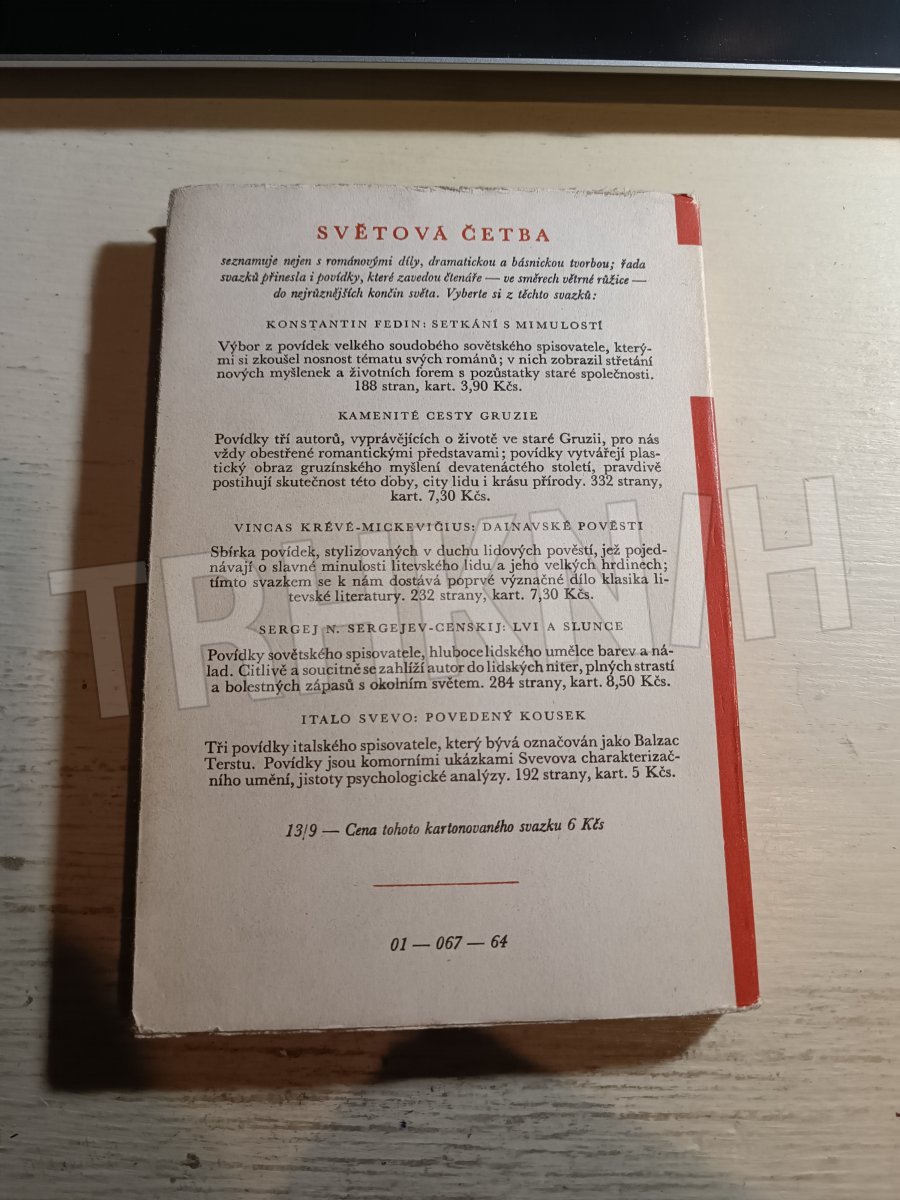 SVĚTOVÁ ČETBA
seznamuje nejen s románovými díly, dramatickou a básnickou tvorbou; řada
svazků přinesla i povídky, které zavedou čtenáře — ve směrech větrné růžice —
do nejrůznějších končin světa. Vyberte si z těchto svazků:
KONSTANTIN FEDIN: SETKÁNÍ S MIMULOSTÍ
Výbor z povídek velkého soudobého sovětského spisovatele, který-
mi si zkoušel nosnost tématu svých románů; v nich zobrazil střetání
nových myšlenek a životních forem s pozůstatky staré společnosti.
188 stran, kart. 3,90 Kčs.
KAMENITÉ CESTY GRUZIE
Povídky tří autorů, vyprávějících o životě ve staré Gruzii, pro nás
vždy obestřené romantickými představami; povídky vytvářejí plas-
tický obraz gruzínského myšlení devatenáctého století, pravdivě
postihují skutečnost této doby, city lidu i krásu přírody. 332 strany,
kart. 7,30 Kčs.
VINCAS KRÉVÉ-MICKEVIČIUS: DAINAVSKÉ POVĚSTI
Sbírka povídek, stylizovaných v duchu lidových pověstí, jež pojed-
návají o slavné minulosti litevského lidu a jeho velkých hrdinech;
tímto svazkem se k nám dostává poprvé význačné dílo klasika li-
tevské literatury. 232 strany, kart. 7,30 Kčs.
SERGEJ N. SERGEJEV-CENSKIJ: LVI A SLUNCE
Povídky sovětského spisovatele, hluboce lidského umělce barev a ná-
lad. Citlivě a soucitně se zahlíží autor do lidských niter, plných strastí
a bolestných zápasů s okolním světem. 284 strany, kart. 8,50 Kčs.
ITALO SVEVO: POVEDENÝ KOUSEK
Tři povídky italského spisovatele, který bývá označován jako Balzac
Terstu. Povídky jsou komorními ukázkami Svevova charakterizač-
ního umění, jistoty psychologické analýzy. 192 strany, kart. 5 Kčs.
13/9 — Cena tohoto kartonovaného svazku 6 Kčs
01 — 067 — 64
TRHKNIH